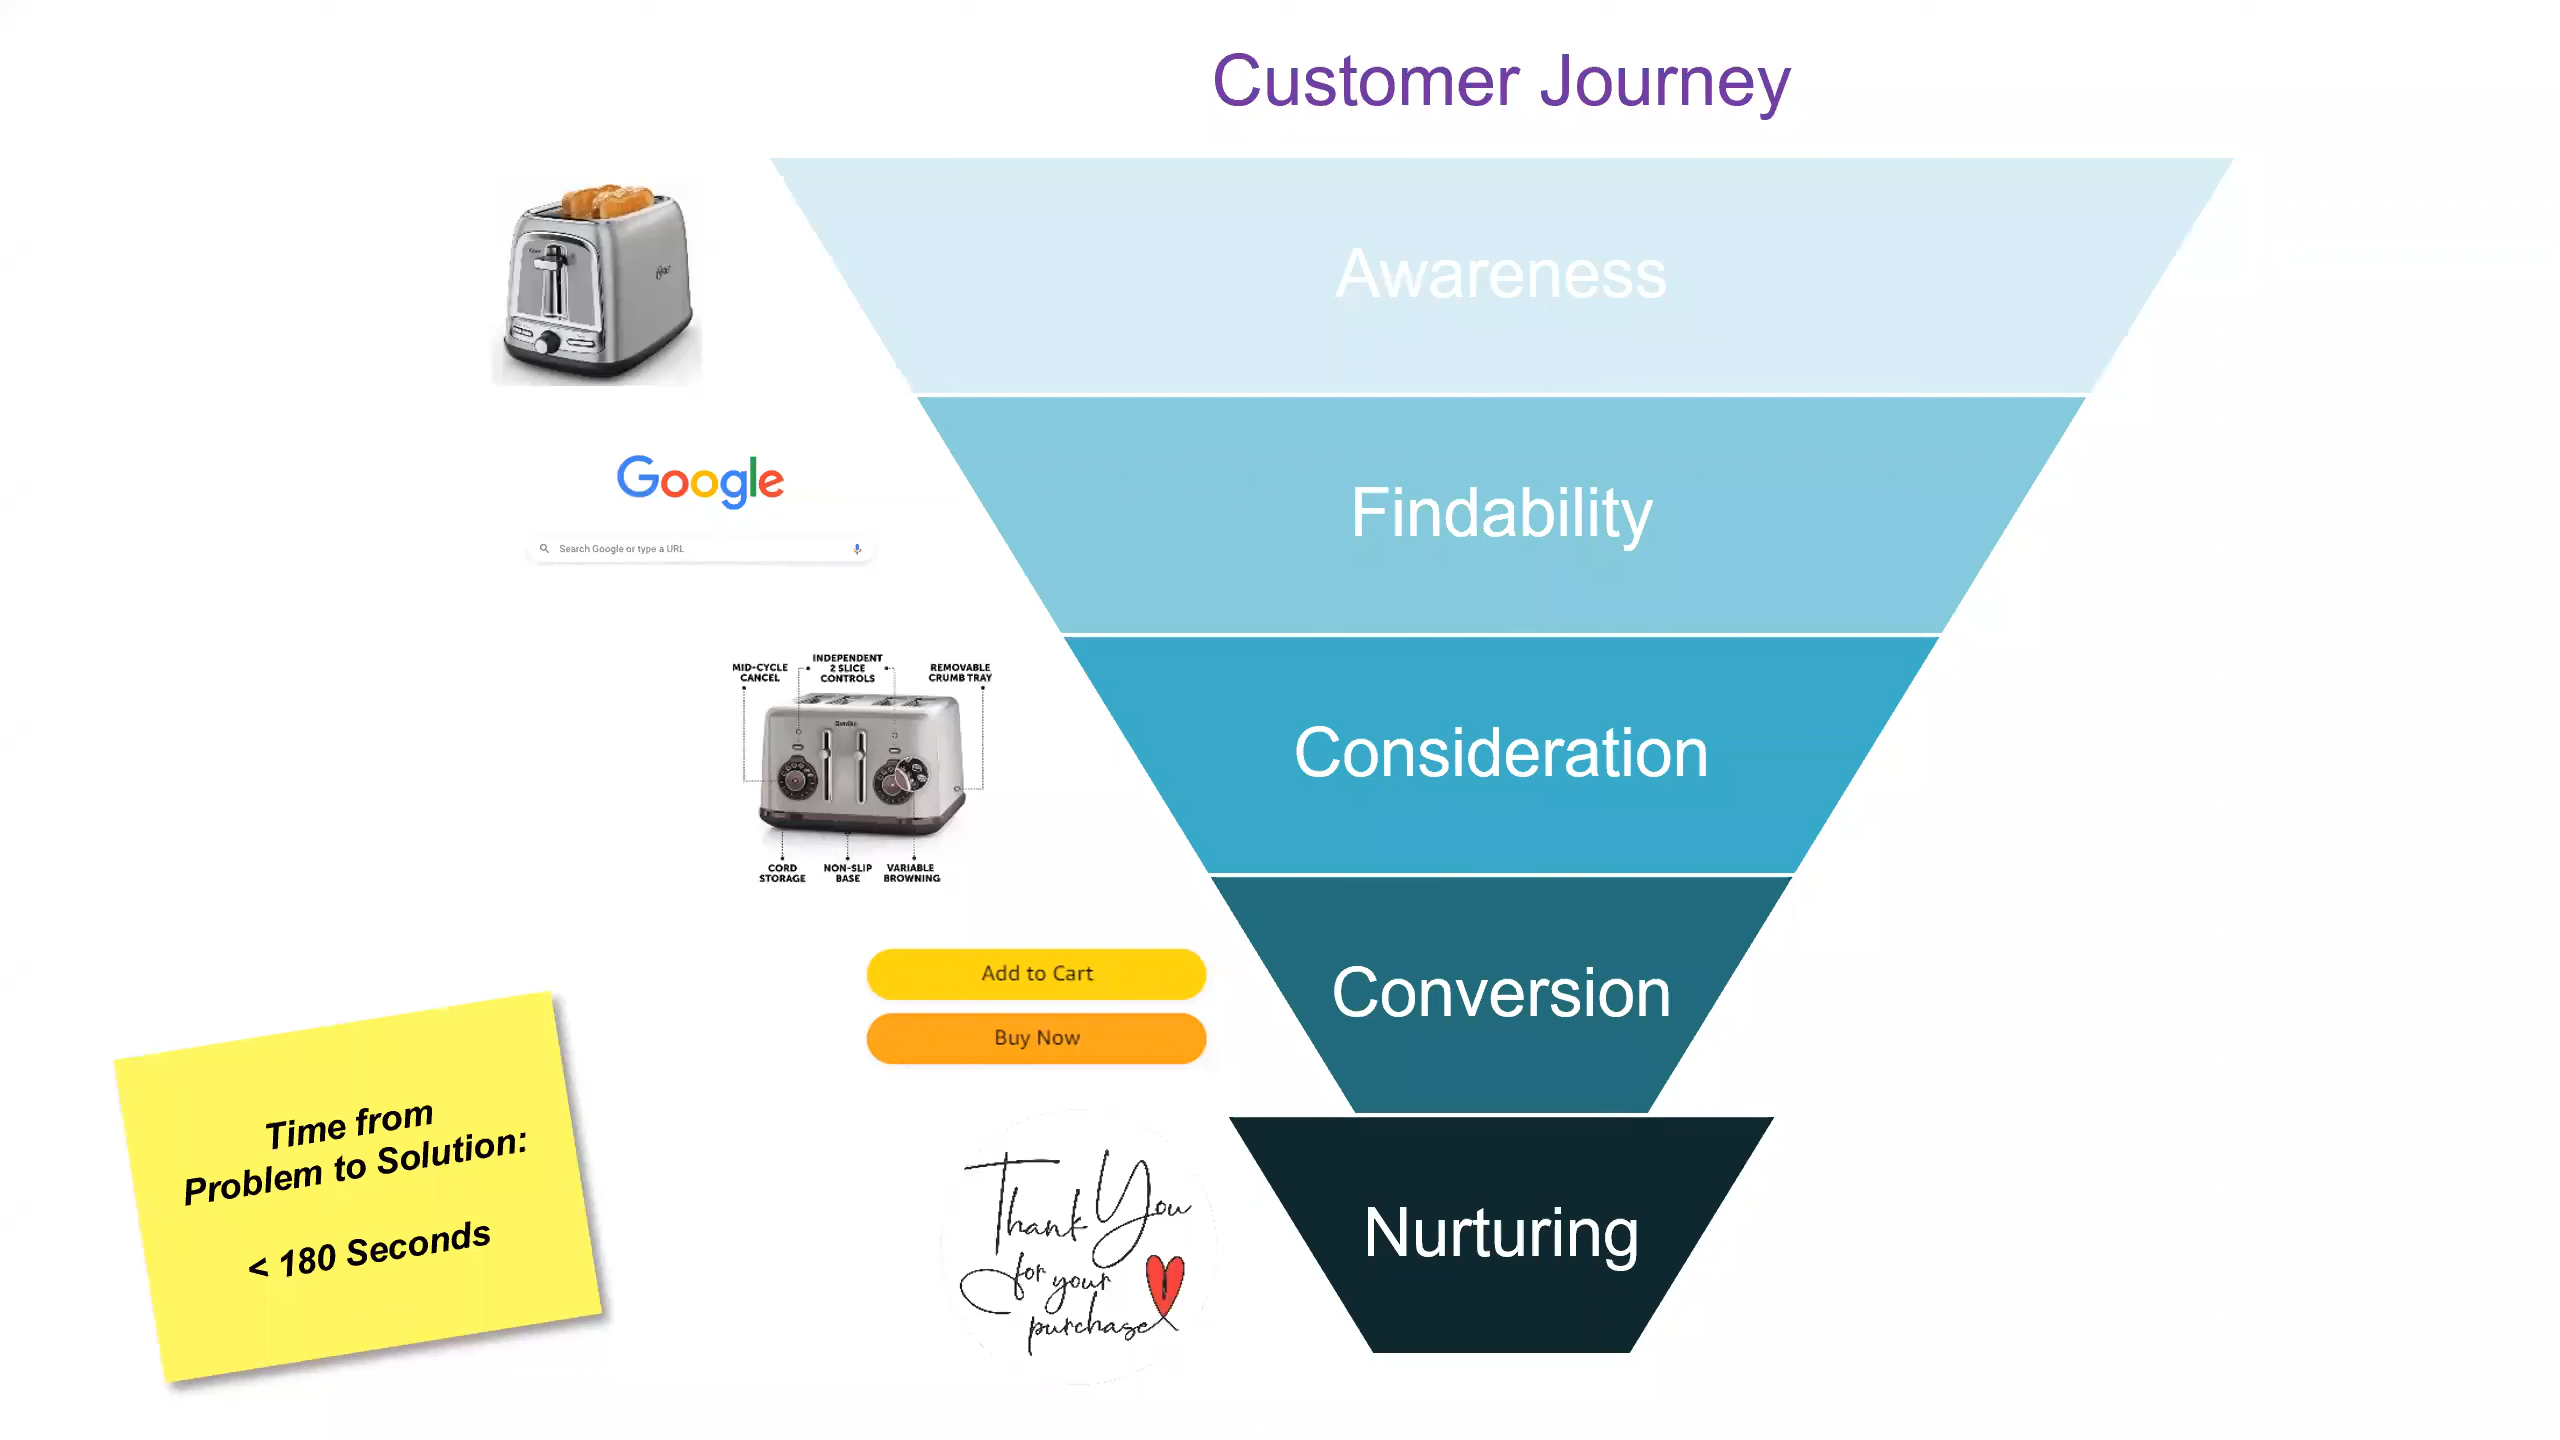 Customer Journey
Awareness
Google
Search Google or type a URL
Findability
MID-CYCLE
CANCEL
INDEPENDENT
2 SLICE
CONTROLS
REMOVABLE
CRUMB TRAY
CORD
STORAGE
NON-SLIP
BASE
VARIABLE
BROWNING
Consideration
Add to Cart
Buy Now
Conversion
Time from
Problem to Solution:
< 180 Seconds
Thank You
for your
purchase
Nurturing